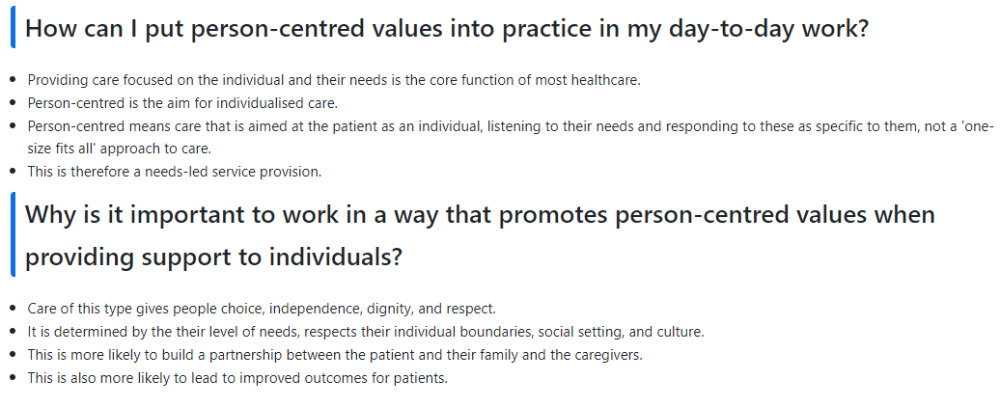 How can I put person-centred values into practice in my day-to-day work?
• Providing care focused on the individual and their needs is the core function of most healthcare.
• Person-centred is the aim for individualised care.
• Person-centred means care that is aimed at the patient as an individual, listening to their needs and responding to these as specific to them, not a 'one-
size fits all' approach to care.
• This is therefore a needs-led service provision.
Why is it important to work in a way that promotes person-centred values when
providing support to individuals?
• Care of this type gives people choice, independence, dignity, and respect.
• It is determined by the their level of needs, respects their individual boundaries, social setting, and culture.
• This is more likely to build a partnership between the patient and their family and the caregivers.
• This is also more likely to lead to improved outcomes for patients.